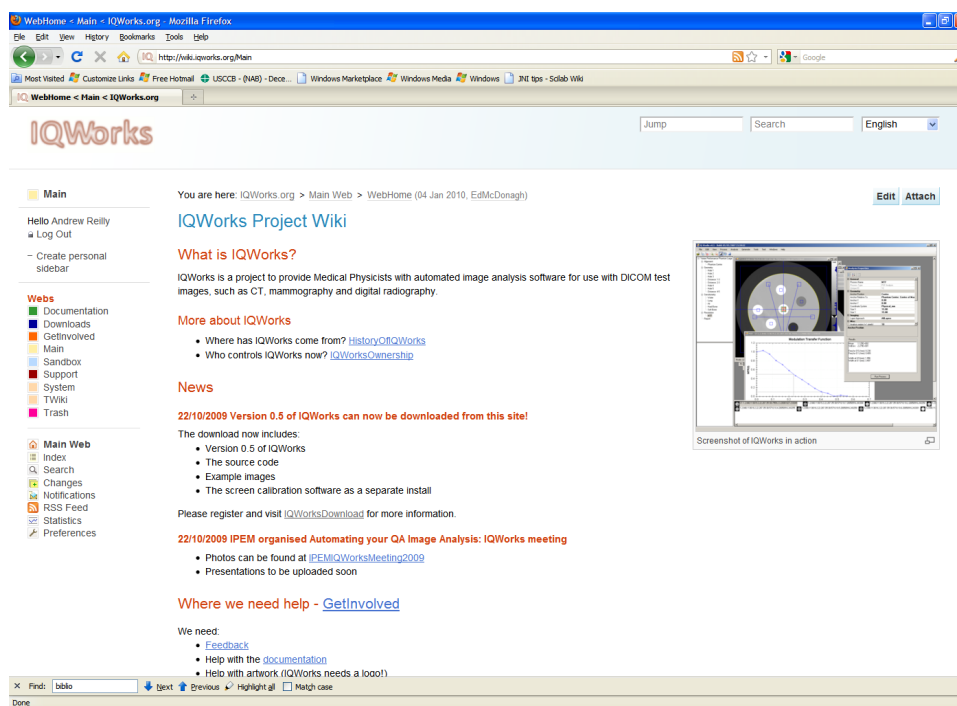 WebHome < Main < IQWorks.org - Mozilla Firefox
File Edit View History Bookmarks Tools Help
http://wiki.iqworks.org/Main
Google
Most Visited Customize Links Free Hotmail USCCB - (NAB) - Dece... Windows Marketplace Windows Media Windows JNI tips - Scilab Wiki
WebHome < Main < IQWorks.org
IQWorks
Jump Search English
Main
Hello Andrew Reilly
Log Out
Create personal
sidebar
Webs
Documentation
Downloads
GetInvolved
Main
Sandbox
Support
System
TWiki
Trash
Main Web
Index
Search
Changes
Notifications
RSS Feed
Statistics
Preferences
You are here: IQWorks.org > Main Web > WebHome (04 Jan 2010, EdMcDonagh)
Edit Attach
IQWorks Project Wiki
What is IQWorks?
IQWorks is a project to provide Medical Physicists with automated image analysis software for use with DICOM test
images, such as CT, mammography and digital radiography.
More about IQWorks
• Where has IQWorks come from? HistoryOfIQWorks
• Who controls IQWorks now? IQWorksOwnership
News
22/10/2009 Version 0.5 of IQWorks can now be downloaded from this site!
The download now includes:
• Version 0.5 of IQWorks
• The source code
• Example images
• The screen calibration software as a separate install
Please register and visit IQWorksDownload for more information.
22/10/2009 IPEM organised Automating your QA Image Analysis: IQWorks meeting
• Photos can be found at IPEMIQWorksMeeting2009
• Presentations to be uploaded soon
Where we need help - GetInvolved
We need:
• Feedback
• Help with the documentation
• Help with artwork (IQWorks needs a logo!)
Modulation Transfer Function
Screenshot of IQWorks in action
Find: biblio Next Previous Highlight all Match case
Done